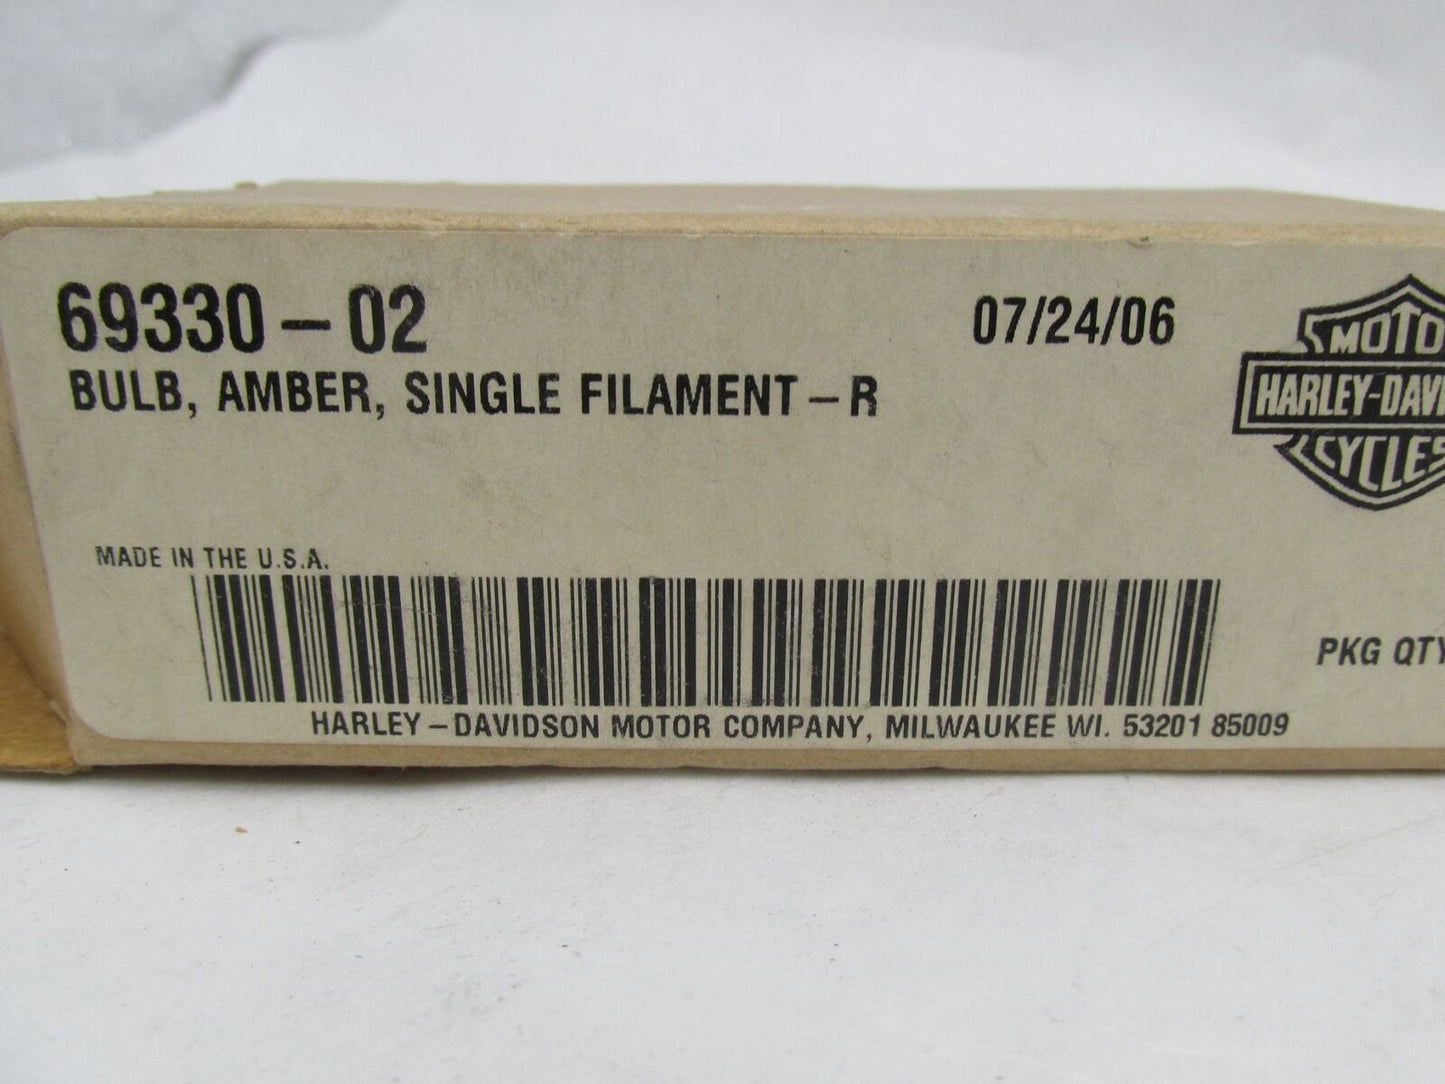 69330-02
07/24/06
BULB, AMBER, SINGLE FILAMENT-R
MOTO
HARLEY-DAVI
CYCLES
MADE IN THE U.S.A.
PKG QTY
HARLEY-DAVIDSON MOTOR COMPANY, MILWAUKEE WI. 53201 85009